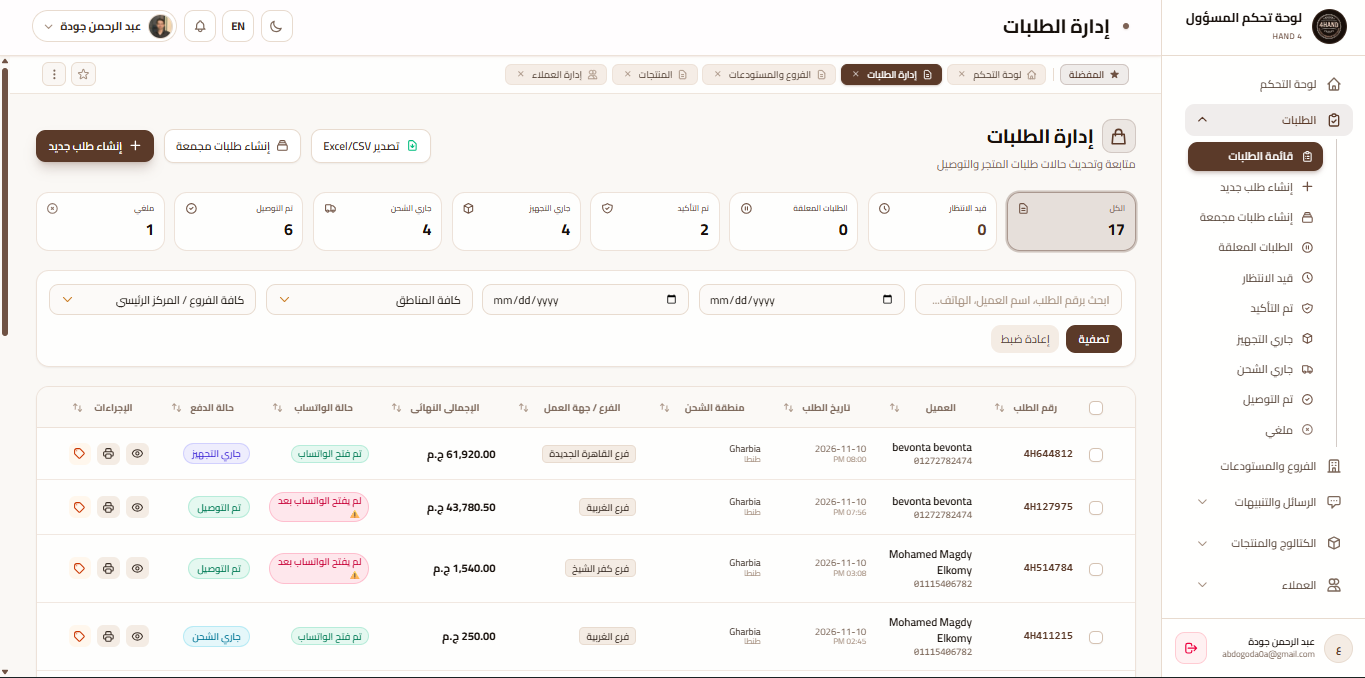 لوحة تحكم المسؤول
HAND 4
4HAND
إدارة الطلبات
EN
عبد الرحمن جودة
المفضلة
لوحة التحكم ×
إدارة الطلبات ×
الفروع والمستودعات ×
المنتجات ×
إدارة العملاء ×
لوحة التحكم
الطلبات
قائمة الطلبات
إنشاء طلب جديد
إنشاء طلبات مجمعة
الطلبات المعلقة
قيد الانتظار
تم التأكيد
جاري التجهيز
جاري الشحن
تم التوصيل
ملغي
الفروع والمستودعات
الرسائل والتنبيهات
الكتالوج والمنتجات
العملاء
ع
عبد الرحمن جودة
abdogoda0a@gmail.com
إدارة الطلبات
متابعة وتحديث حالات طلبات المتجر والتوصيل
تصدير Excel/CSV
إنشاء طلبات مجمعة
إنشاء طلب جديد
الكل
17
قيد الانتظار
0
الطلبات المعلقة
0
تم التأكيد
2
جاري التجهيز
4
جاري الشحن
4
تم التوصيل
6
ملغي
1
ابحث برقم الطلب، اسم العميل، الهاتف...
mm/dd/yyyy
mm/dd/yyyy
كافة المناطق
كافة الفروع / المركز الرئيسي
تصفية
إعادة ضبط
رقم الطلب العميل تاريخ الطلب منطقة الشحن الفرع / جهة العمل الإجمالي النهائي حالة الواتساب حالة الدفع الإجراءات
4H644812
bevonta bevonta
01272782474
2026-11-10
PM 08:00
Gharbia
طنطا
فرع القاهرة الجديدة
61,920.00 ج.م
تم فتح الواتساب
جاري التجهيز
4H127975
bevonta bevonta
01272782474
2026-11-10
PM 07:56
Gharbia
طنطا
فرع الغربية
43,780.50 ج.م
لم يفتح الواتساب بعد
تم التوصيل
4H514784
Mohamed Magdy
Elkomy
01115406782
2026-11-10
PM 03:08
Gharbia
طنطا
فرع كفر الشيخ
1,540.00 ج.م
لم يفتح الواتساب بعد
تم التوصيل
4H411215
Mohamed Magdy
Elkomy
01115406782
2026-11-10
PM 02:45
Gharbia
طنطا
فرع الغربية
250.00 ج.م
تم فتح الواتساب
جاري الشحن